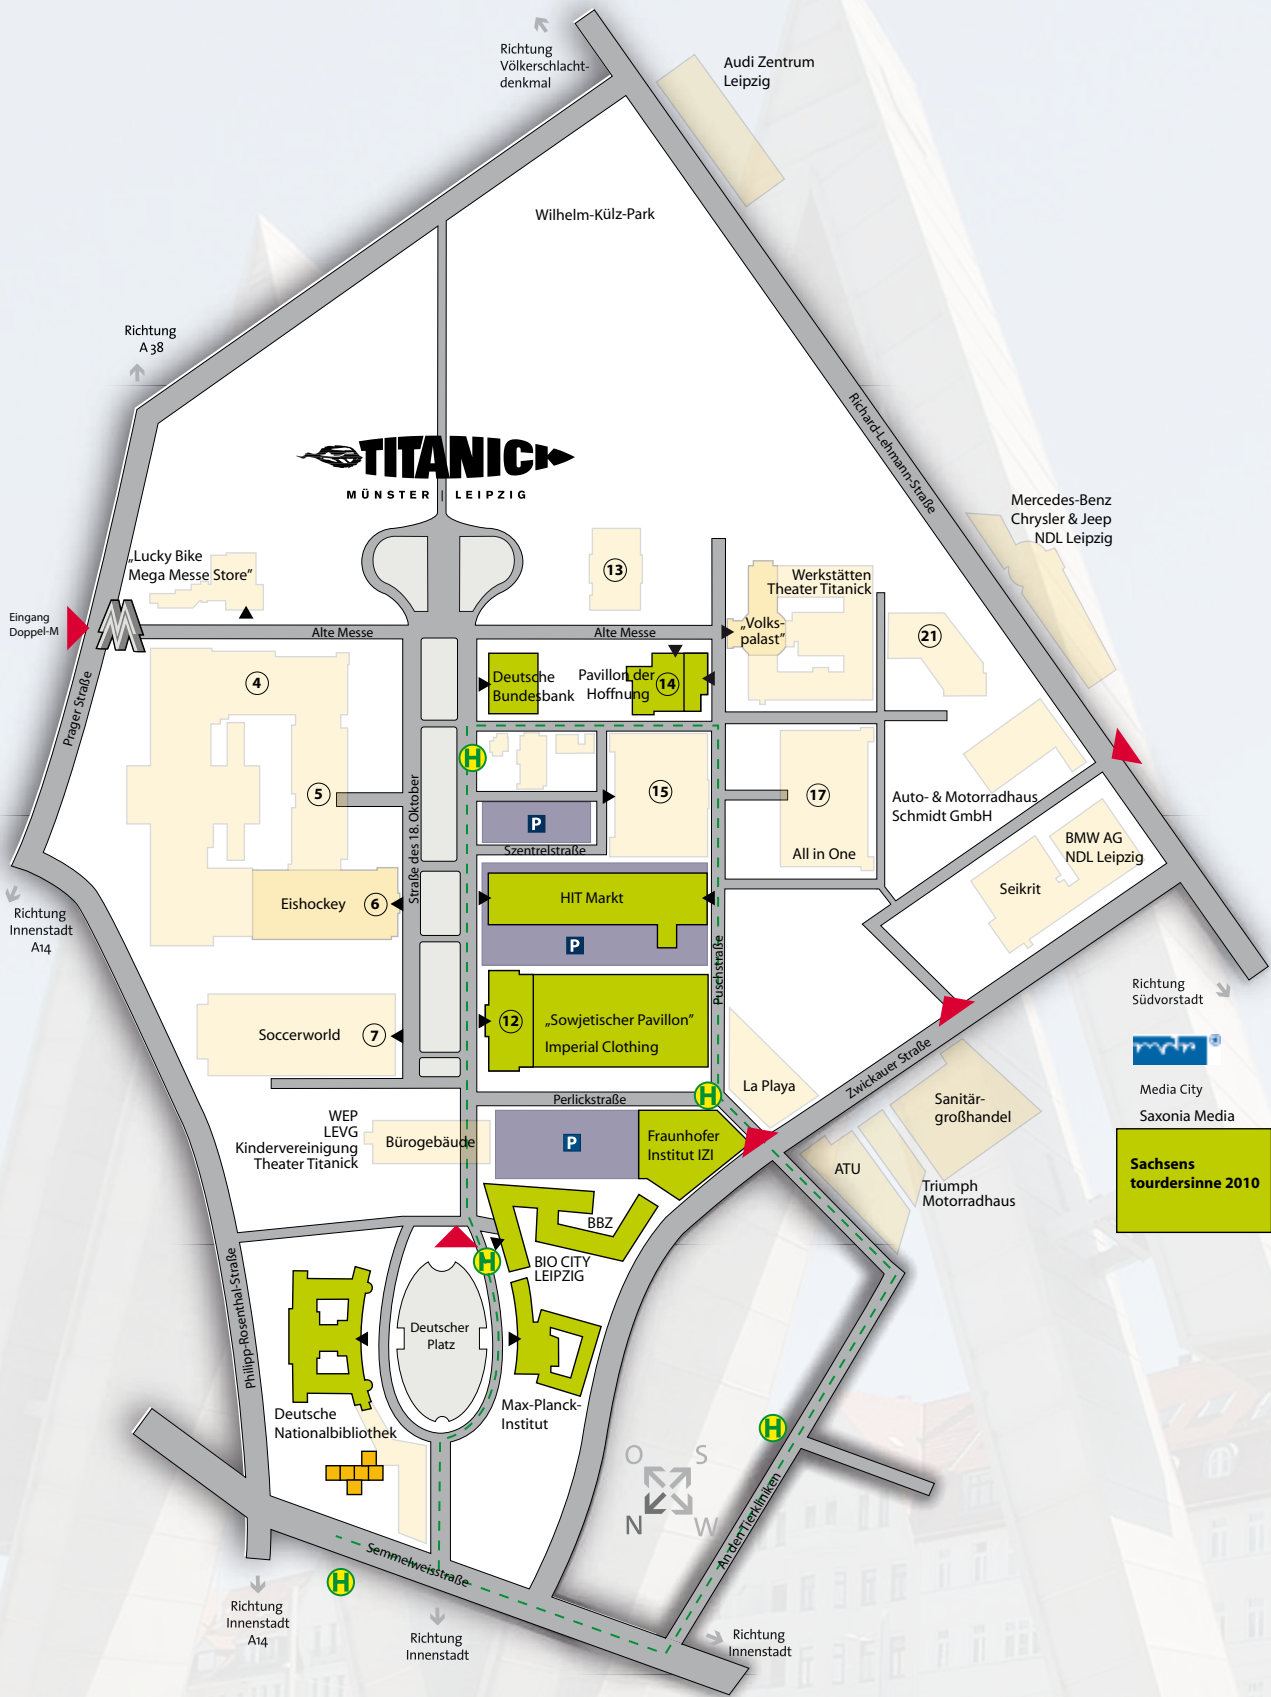 Richtung
Völkerschlacht-
denkmal
Audi Zentrum
Leipzig
Wilhelm-Külz-Park
Richtung
A 38
Richard-Lehmann-Straße
TITANICK
MÜNSTER | LEIPZIG
Mercedes-Benz
Chrysler & Jeep
NDL Leipzig
„Lucky Bike
Mega Messe Store”
13
Werkstätten
Theater Titanick
Eingang
Doppel-M
Alte Messe
Alte Messe
„Volks-
palast”
21
Prager Straße
4
Deutsche
Bundesbank
Pavillon der
Hoffnung
14
H
5
Straße des 18. Oktober
15
17
Auto- & Motorradhaus
Schmidt GmbH
P
Szentrelstraße
All in One
BMW AG
NDL Leipzig
Seikrit
Eishockey
6
HIT Markt
P
Richtung
Innenstadt
A14
Puschstraße
Richtung
Südvorstadt
12
„Sowjetischer Pavillon”
Imperial Clothing
Soccerworld
7
mdr
Zwickauer Straße
Media City
Saxonia Media
La Playa
Sanitär-
großhandel
H
Perlickstraße
WEP
LEVG
Kindervereinigung
Theater Titanick
Bürogebäude
P
Fraunhofer
Institut IZI
ATU
Triumph
Motorradhaus
Sachsens
tourdersinne 2010
BBZ
BIO CITY
LEIPZIG
H
Philipp-Rosenthal-Straße
Deutscher
Platz
Max-Planck-
Institut
Deutsche
Nationalbibliothek
H
O
S
N
W
An den Tierkliniken
Semmelweisstraße
H
Richtung
Innenstadt
A14
Richtung
Innenstadt
Richtung
Innenstadt